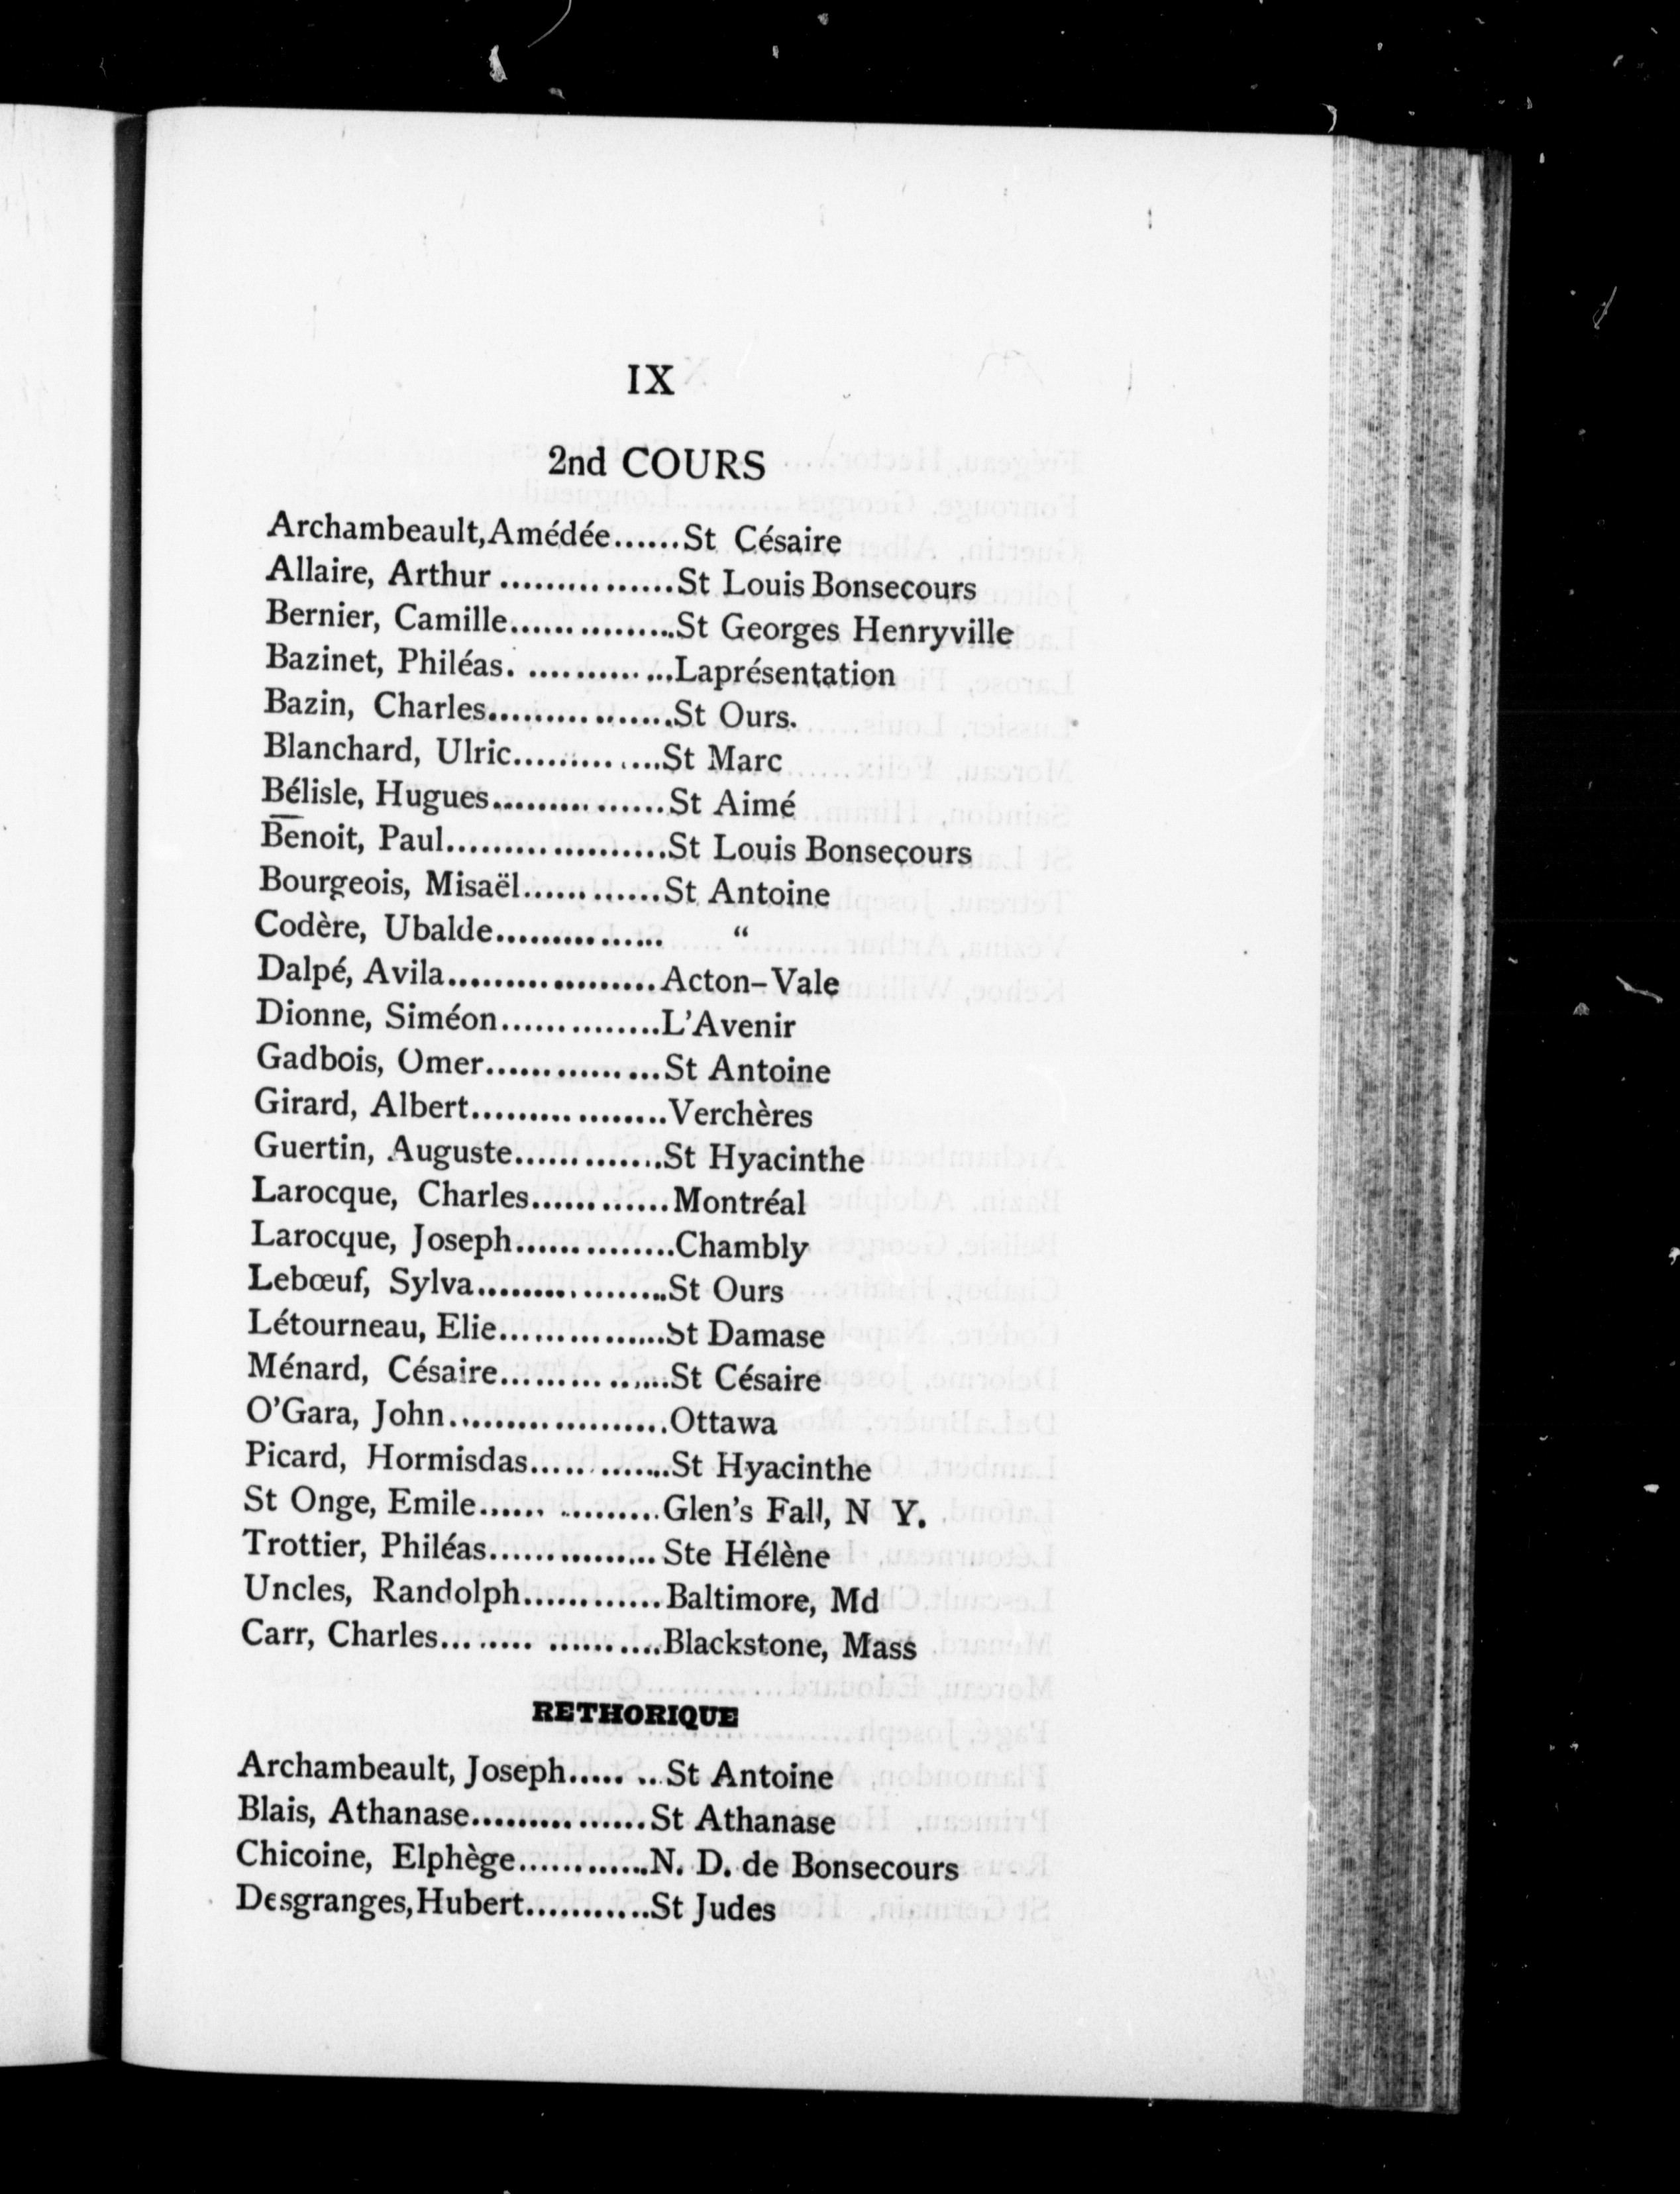 IX
2nd COURS
Archambeault, Amédée......St Césaire
Allaire, Arthur ...............St Louis Bonsecours
Bernier, Camille...............St Georges Henryville
Bazinet, Philéas. .............Laprésentation
Bazin, Charles................St Ours.
Blanchard, Ulric.............St Marc
Bélisle, Hugues...............St Aimé
Benoit, Paul...................St Louis Bonsecours
Bourgeois, Misaël............St Antoine
Codère, Ubalde............... “
Dalpé, Avila..................Acton-Vale
Dionne, Siméon..............L'Avenir
Gadbois, Omer...............St Antoine
Girard, Albert.................Verchères
Guertin, Auguste.............St Hyacinthe
Larocque, Charles............Montréal
Larocque, Joseph..............Chambly
Lebœuf, Sylva.................St Ours
Létourneau, Elie...............St Damase
Ménard, Césaire...............St Césaire
O'Gara, John...................Ottawa
Picard, Hormisdas............St Hyacinthe
St Onge, Emile...... .........Glen's Fall, N Y.
Trottier, Philéas...............Ste Hélène
Uncles, Randolph............Baltimore, Md
Carr, Charles........ ..........Blackstone, Mass
RETHORIQUE
Archambeault, Joseph..... ...St Antoine
Blais, Athanase...............St Athanase
Chicoine, Elphège............N. D. de Bonsecours
Desgranges, Hubert...........St Judes